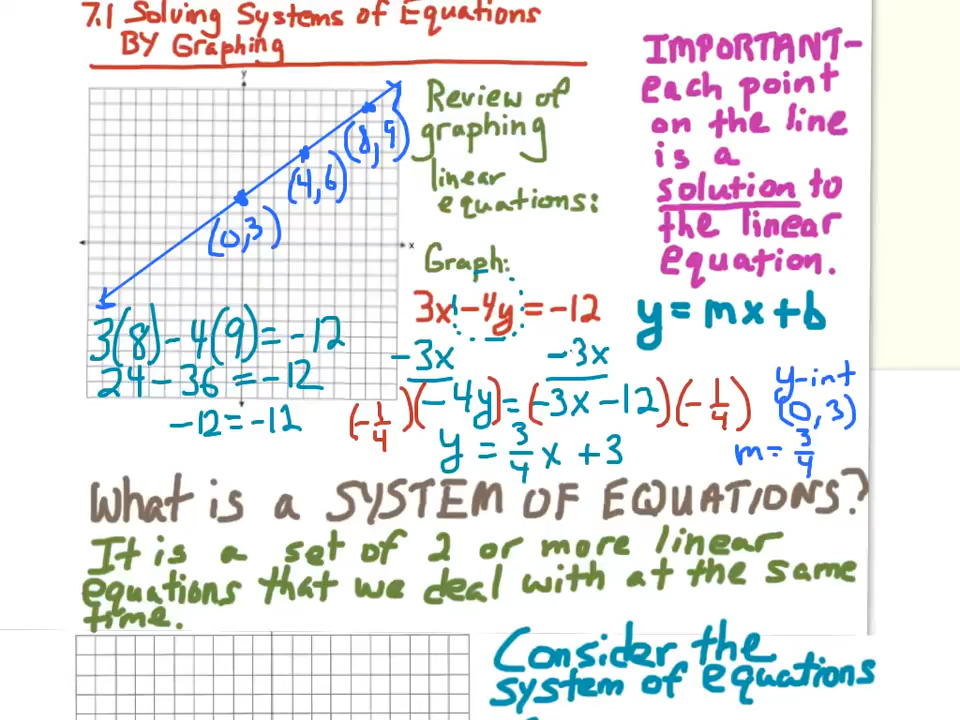 7.1 Solving Systems of Equations
BY Graphing
y
x
(8,9)
(4,6)
(0,3)
3(8)-4(9)=-12
24-36=-12
-12=-12
Review of
graphing
linear
equations:
Graph:
3x-4y=-12
-3x -3x
(-1/4)(-4y)=(-3x-12)(-1/4)
y=3/4x+3
IMPORTANT-
each point
on the line
is a
solution to
the linear
equation.
y=mx+b
y-int
(0,3)
m=3/4
What is a SYSTEM OF EQUATIONS?
It is a set of 2 or more linear
equations that we deal with at the same
time.
Consider the
system of equations